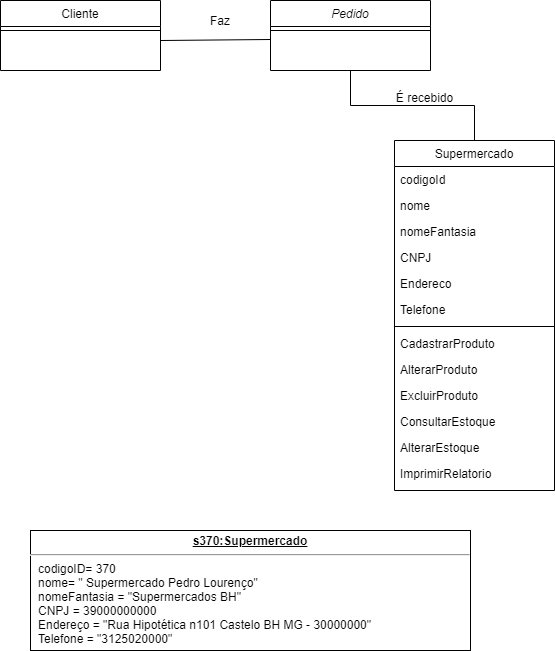 Cliente
Faz
Pedido
É recebido
Supermercado
codigoId
nome
nomeFantasia
CNPJ
Endereco
Telefone
CadastrarProduto
AlterarProduto
ExcluirProduto
ConsultarEstoque
AlterarEstoque
ImprimirRelatorio
s370:Supermercado
codigoID= 370
nome= " Supermercado Pedro Lourenço"
nomeFantasia = "Supermercados BH"
CNPJ = 39000000000
Endereço = "Rua Hipotética n101 Castelo BH MG - 30000000"
Telefone = "3125020000"